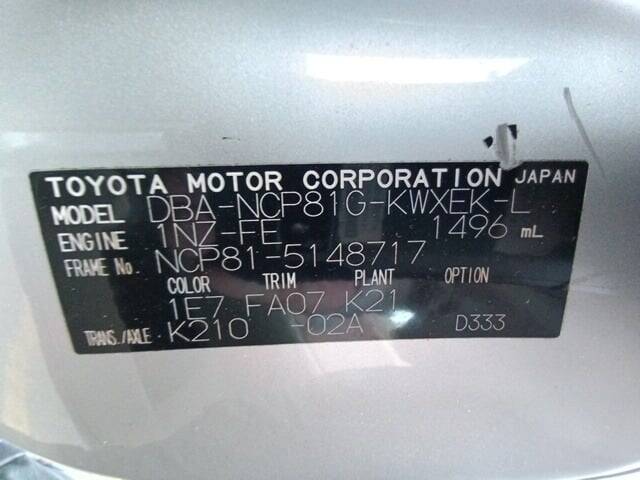 TOYOTA MOTOR CORPORATION JAPAN
MODEL DBA-NCP81G-KWXEK-L
ENGINE 1NZ-FE 1496 mL
FRAME No. NCP81-5148717
COLOR TRIM PLANT OPTION
1E7 FA07 K21
TRANS./AXLE K210 -02A D333